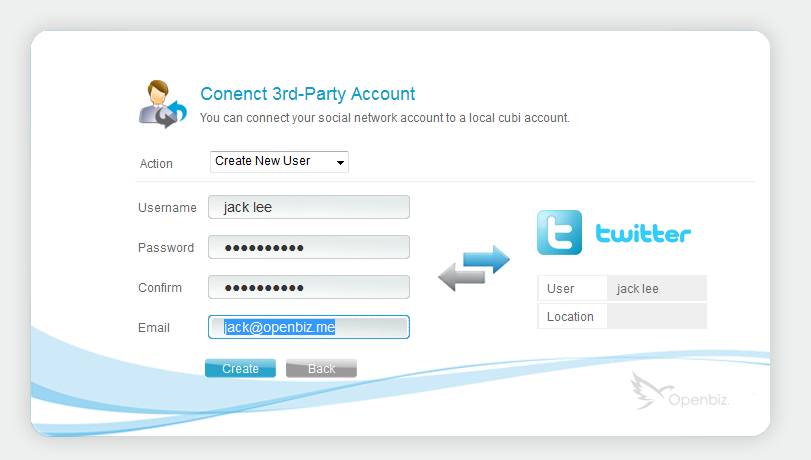 Conenct 3rd-Party Account
You can connect your social network account to a local cubi account.
Action Create New User
Username jack lee
Password ●●●●●●●●●●
Confirm ●●●●●●●●●●
Email jack@openbiz.me
t twitter
User jack lee
Location
Create Back
Openbiz.